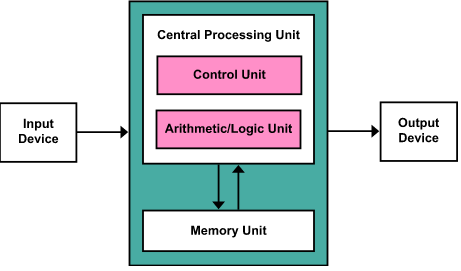 Central Processing Unit
Control Unit
Arithmetic/Logic Unit
Input
Device
Output
Device
Memory Unit